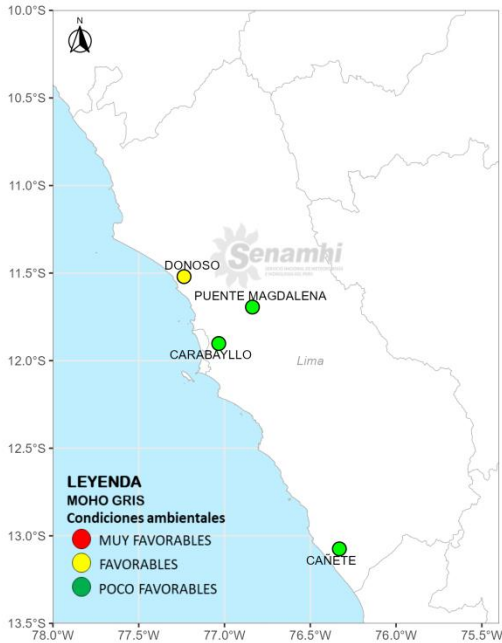 10.0°S
N
10.5°S
11.0°S
Senamhi
DONOSO
11.5°S
PUENTE MAGDALENA
12.0°S
CARABAYLLO
Lima
12.5°S
LEYENDA
MOHO GRIS
Condiciones ambientales
13.0°S
MUY FAVORABLES
CAÑETE
FAVORABLES
POCO FAVORABLES
13.5°S
78.0°W 77.5°W 77.0°W 76.5°W 76.0°W 75.5°W